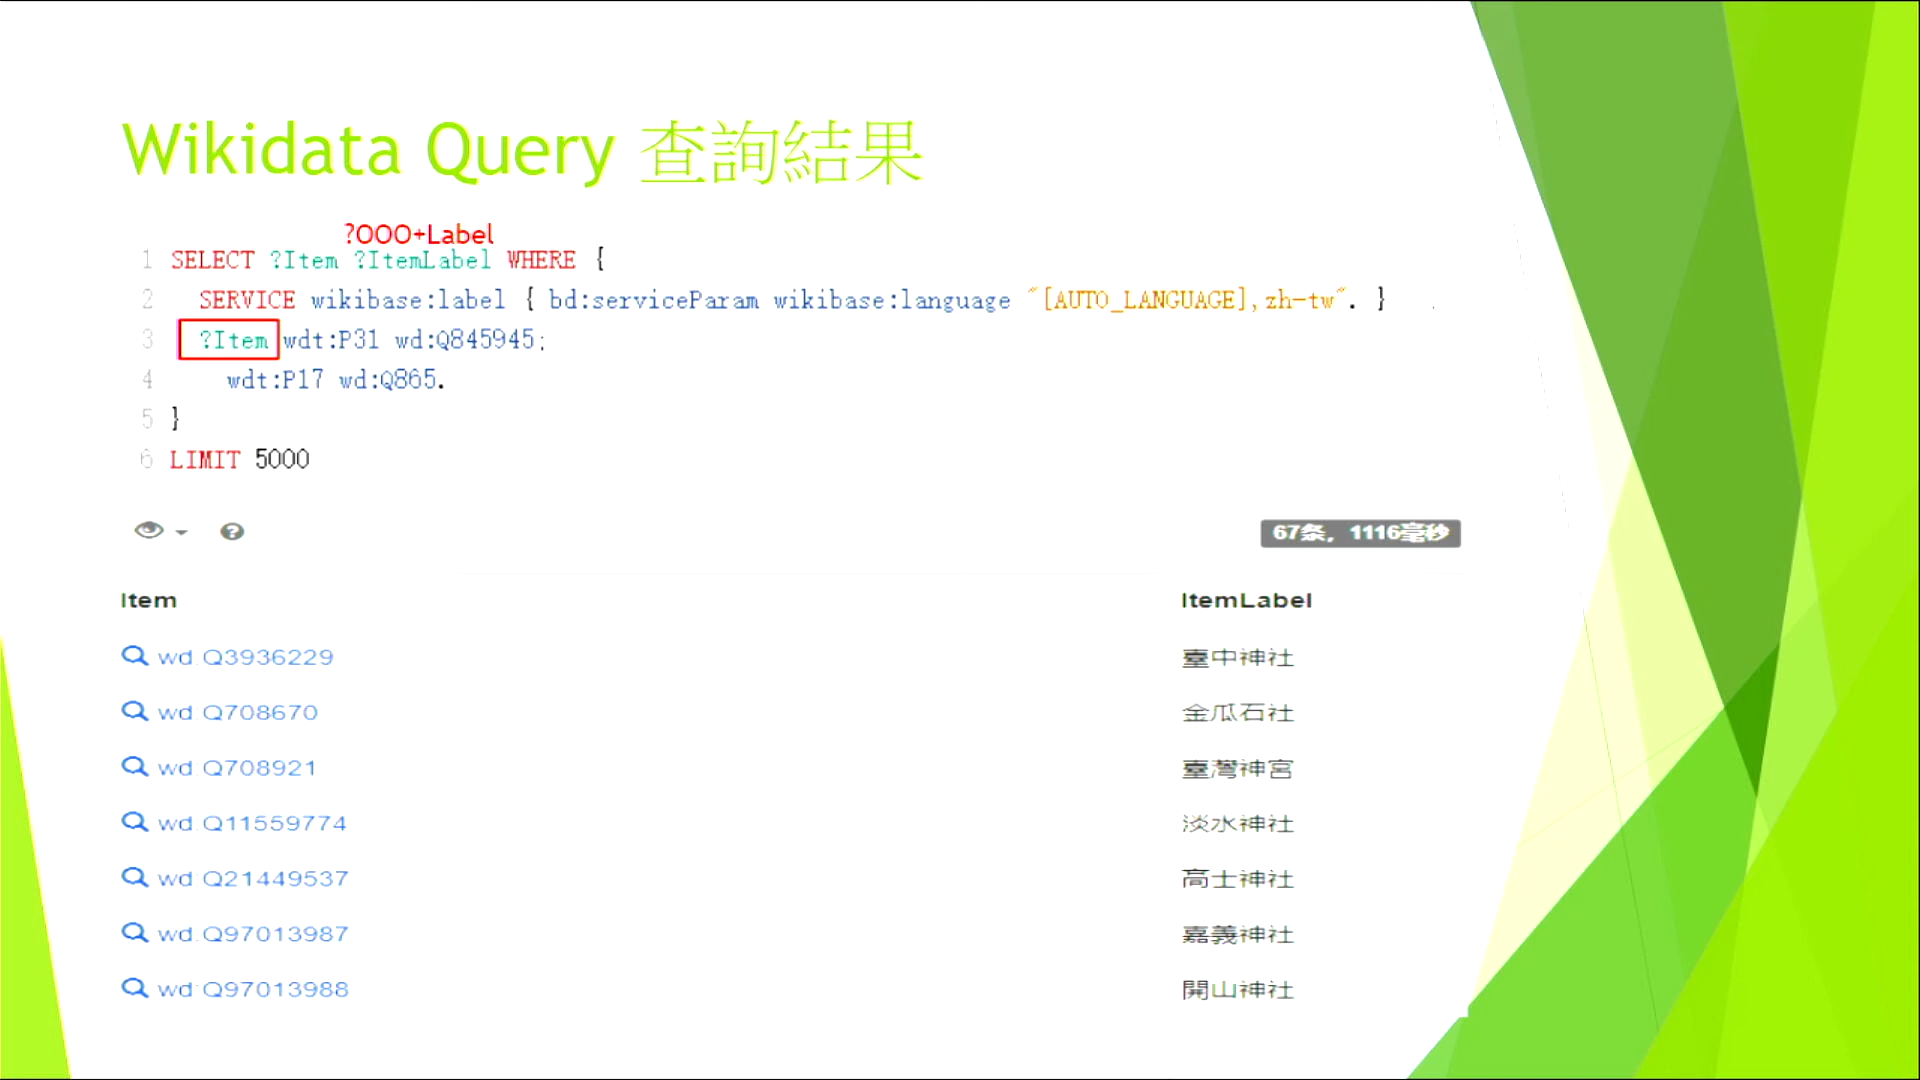 Wikidata Query 查詢結果
?OOO+Label
1 SELECT ?Item ?ItemLabel WHERE {
2 SERVICE wikibase:label { bd:serviceParam wikibase:language "[AUTO_LANGUAGE],zh-tw". }
3 ?Item wdt:P31 wd:Q845945;
4 wdt:P17 wd:Q865.
5 }
6 LIMIT 5000
67条，1116毫秒
Item ItemLabel
wd:Q3936229 臺中神社
wd:Q708670 金瓜石社
wd:Q708921 臺灣神宮
wd:Q11559774 淡水神社
wd:Q21449537 高士神社
wd:Q97013987 嘉義神社
wd:Q97013988 開山神社